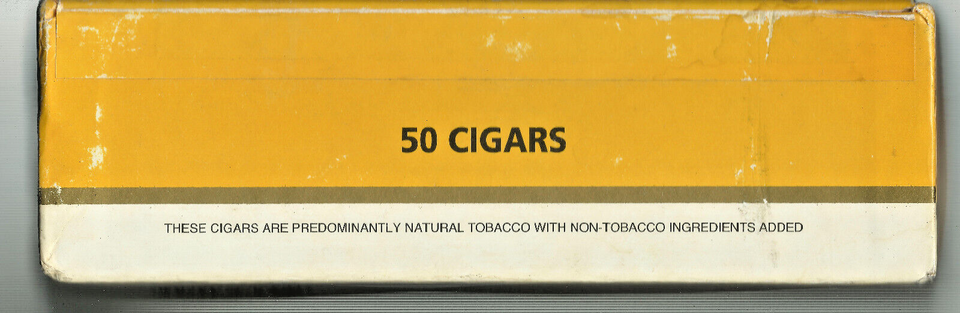 50 CIGARS
THESE CIGARS ARE PREDOMINANTLY NATURAL TOBACCO WITH NON-TOBACCO INGREDIENTS ADDED